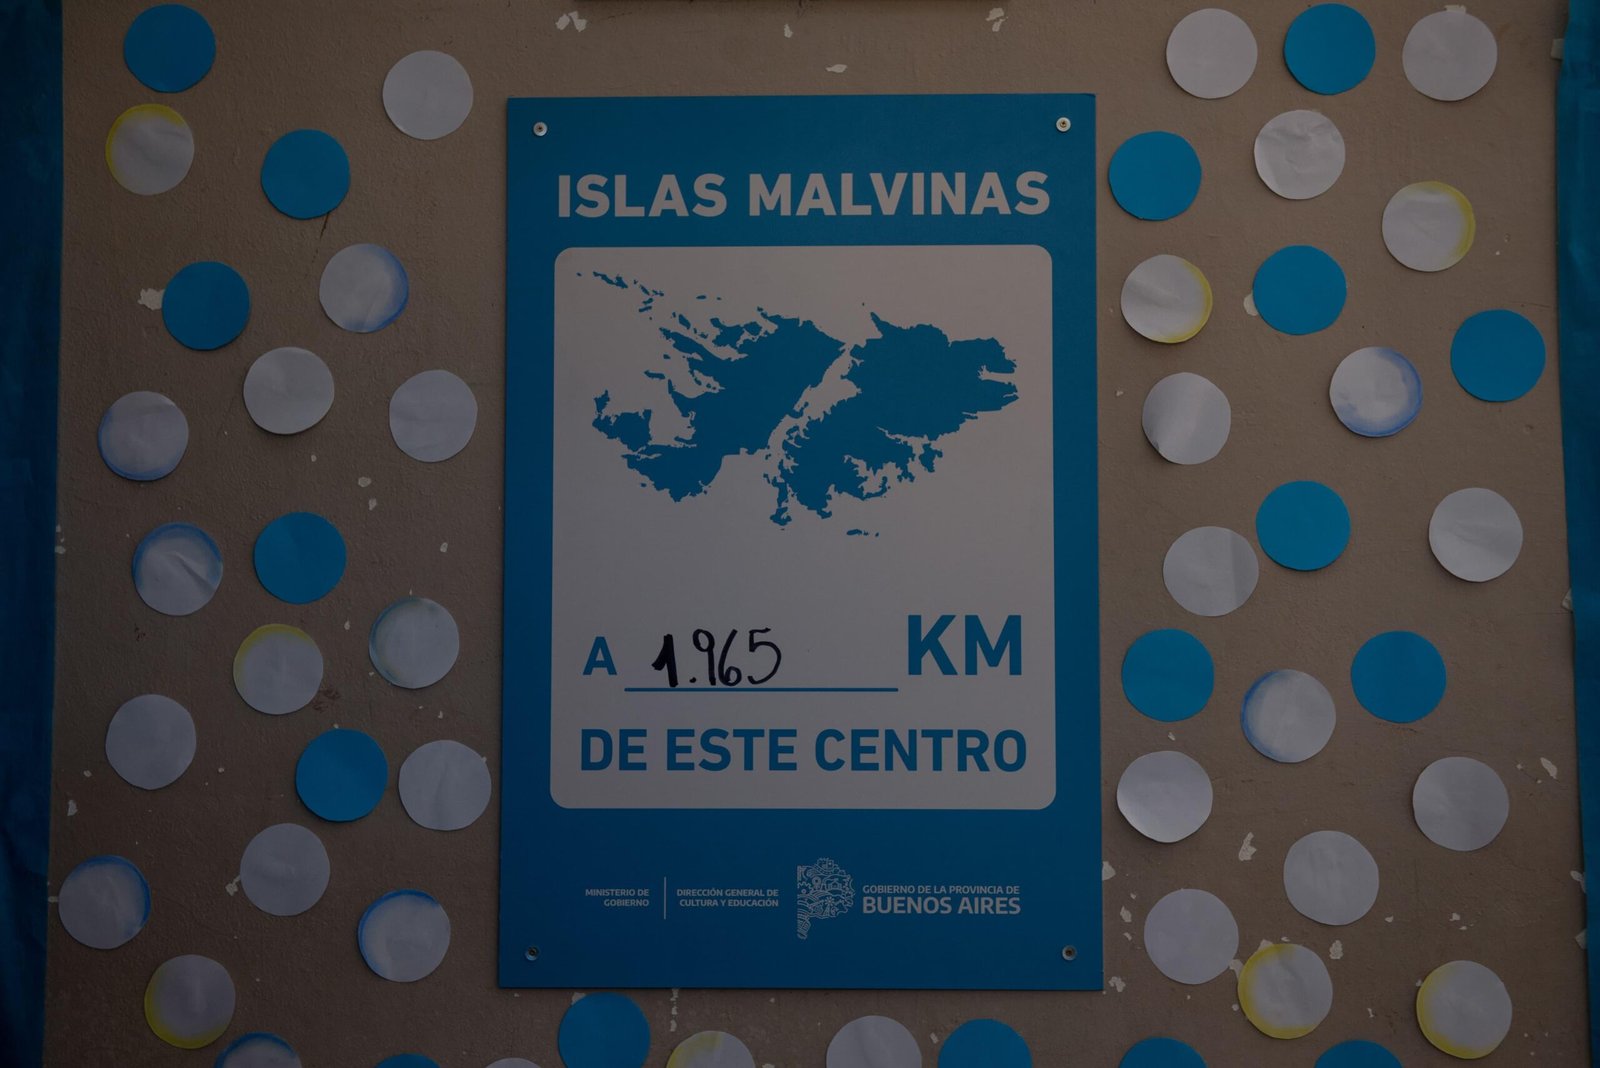 ISLAS MALVINAS
A 1.965 KM
DE ESTE CENTRO
MINISTERIO DE
GOBIERNO
DIRECCIÓN GENERAL DE
CULTURA Y EDUCACIÓN
GOBIERNO DE LA PROVINCIA DE
BUENOS AIRES